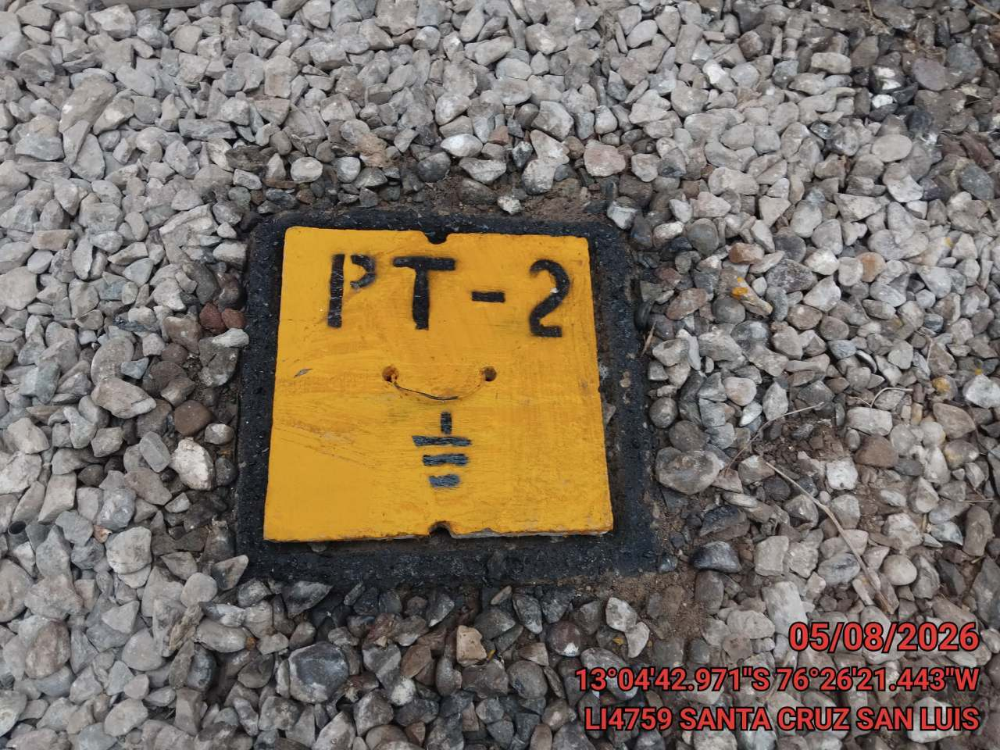 PT-2
05/08/2026
13°04'42.971"S 76°26'21.443"W
LI4759 SANTA CRUZ SAN LUIS